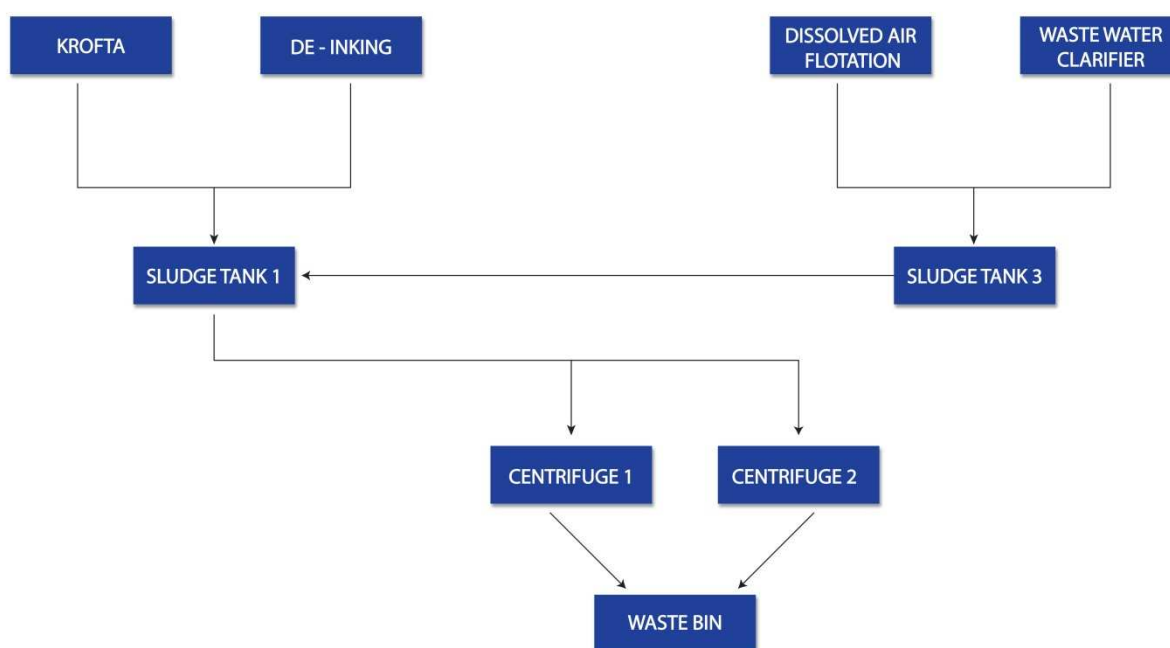 KROFTA
DE - INKING
DISSOLVED AIR
FLOTATION
WASTE WATER
CLARIFIER
SLUDGE TANK 1
SLUDGE TANK 3
CENTRIFUGE 1
CENTRIFUGE 2
WASTE BIN